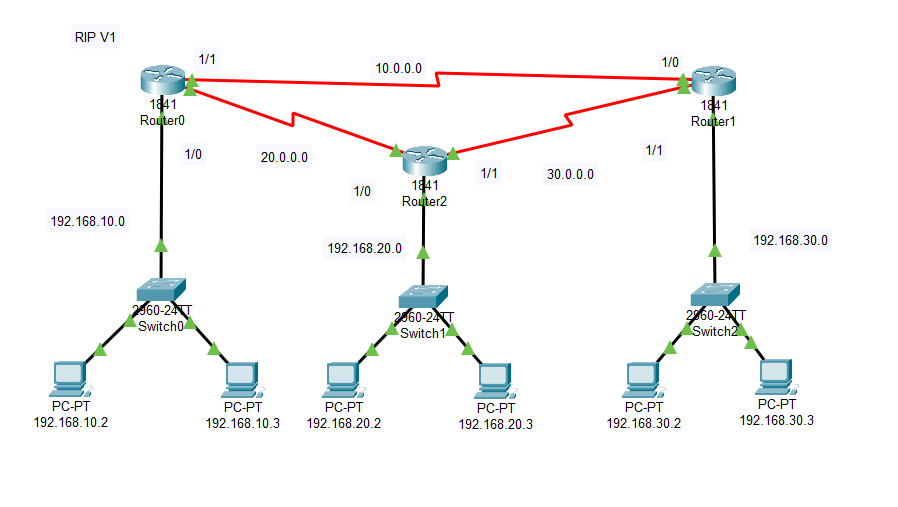 RIP V1
1/1
10.0.0.0
1/0
1841
Router0
1841
Router1
1/0
20.0.0.0
1841
Router2
1/0
1/1
30.0.0.0
1/1
192.168.10.0
192.168.20.0
192.168.30.0
2960-24TT
Switch0
2960-24TT
Switch1
2960-24TT
Switch2
PC-PT
192.168.10.2
PC-PT
192.168.10.3
PC-PT
192.168.20.2
PC-PT
192.168.20.3
PC-PT
192.168.30.2
PC-PT
192.168.30.3